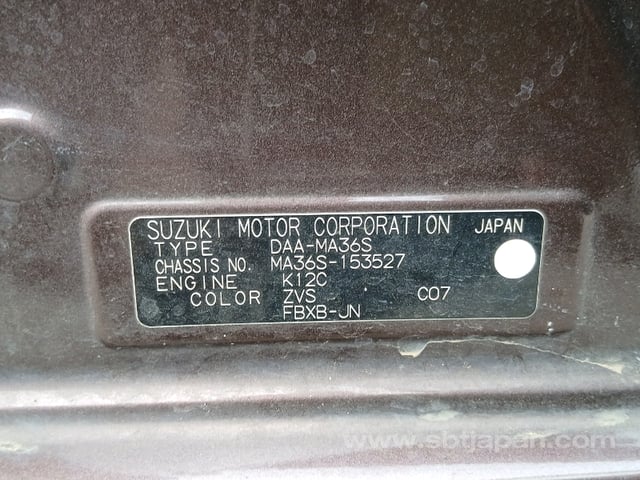 SUZUKI MOTOR CORPORATION JAPAN
TYPE DAA-MA36S
CHASSIS NO. MA36S-153527
ENGINE K12C
COLOR ZVS C07
FBXB-JN
www.sbtjapan.com